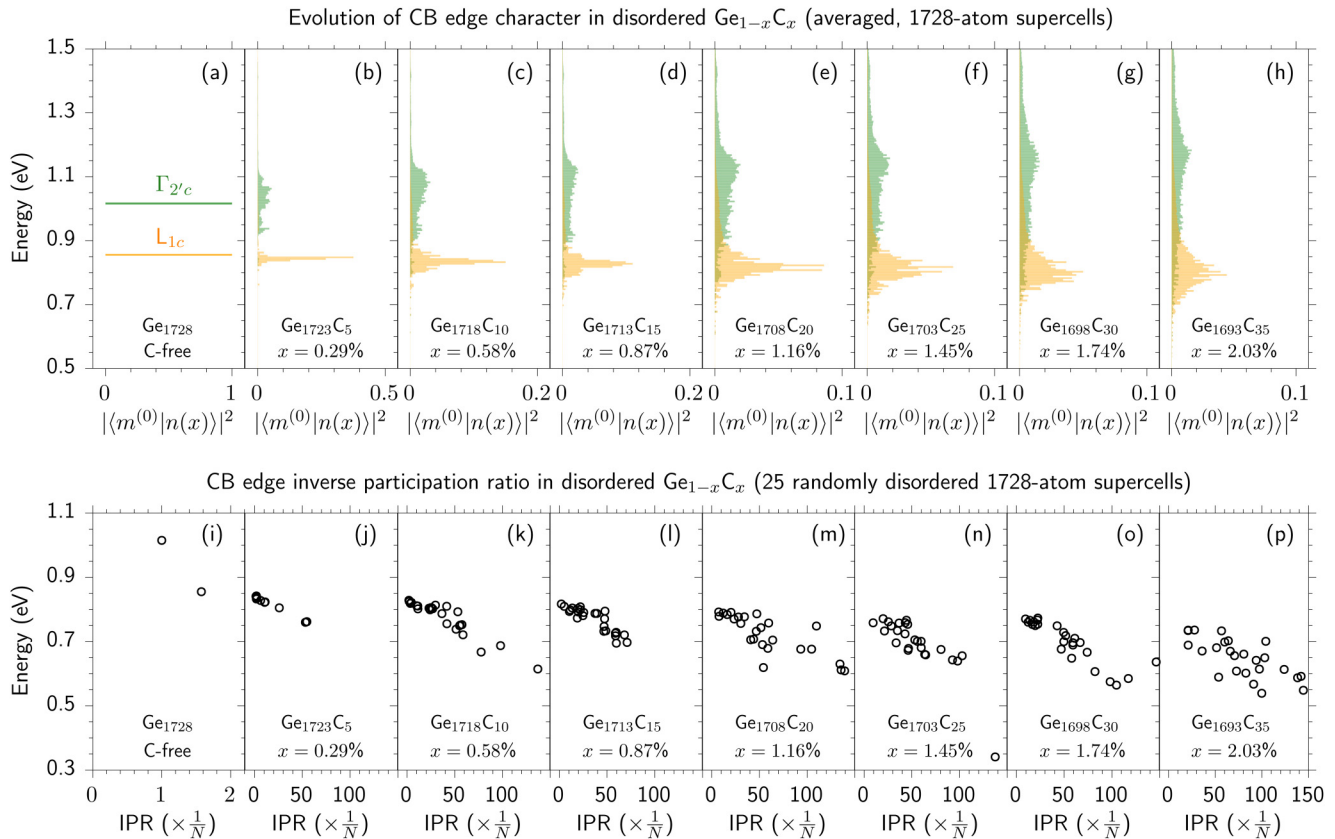 Evolution of CB edge character in disordered Ge₁₋ₓCₓ (averaged, 1728-atom supercells)
1.5 1.3 1.1 0.9 0.7 0.5
Energy (eV)
(a) (b) (c) (d) (e) (f) (g) (h)
Γ₂′c
L₁c
Ge₁₇₂₈ Ge₁₇₂₃C₅ Ge₁₇₁₈C₁₀ Ge₁₇₁₃C₁₅ Ge₁₇₀₈C₂₀ Ge₁₇₀₃C₂₅ Ge₁₆₉₈C₃₀ Ge₁₆₉₃C₃₅
C-free x = 0.29% x = 0.58% x = 0.87% x = 1.16% x = 1.45% x = 1.74% x = 2.03%
0 1 0 0.5 0 0.2 0 0.2 0 0.1 0 0.1 0 0.1 0 0.1
|⟨m⁽⁰⁾|n(x)⟩|² |⟨m⁽⁰⁾|n(x)⟩|² |⟨m⁽⁰⁾|n(x)⟩|² |⟨m⁽⁰⁾|n(x)⟩|² |⟨m⁽⁰⁾|n(x)⟩|² |⟨m⁽⁰⁾|n(x)⟩|² |⟨m⁽⁰⁾|n(x)⟩|² |⟨m⁽⁰⁾|n(x)⟩|²
CB edge inverse participation ratio in disordered Ge₁₋ₓCₓ (25 randomly disordered 1728-atom supercells)
1.1 0.9 0.7 0.5 0.3
Energy (eV)
(i) (j) (k) (l) (m) (n) (o) (p)
Ge₁₇₂₈ Ge₁₇₂₃C₅ Ge₁₇₁₈C₁₀ Ge₁₇₁₃C₁₅ Ge₁₇₀₈C₂₀ Ge₁₇₀₃C₂₅ Ge₁₆₉₈C₃₀ Ge₁₆₉₃C₃₅
C-free x = 0.29% x = 0.58% x = 0.87% x = 1.16% x = 1.45% x = 1.74% x = 2.03%
0 1 2 0 50 100 0 50 100 0 50 100 0 50 100 0 50 100 0 50 100 0 50 100 150
IPR (× 1/N) IPR (× 1/N) IPR (× 1/N) IPR (× 1/N) IPR (× 1/N) IPR (× 1/N) IPR (× 1/N) IPR (× 1/N)